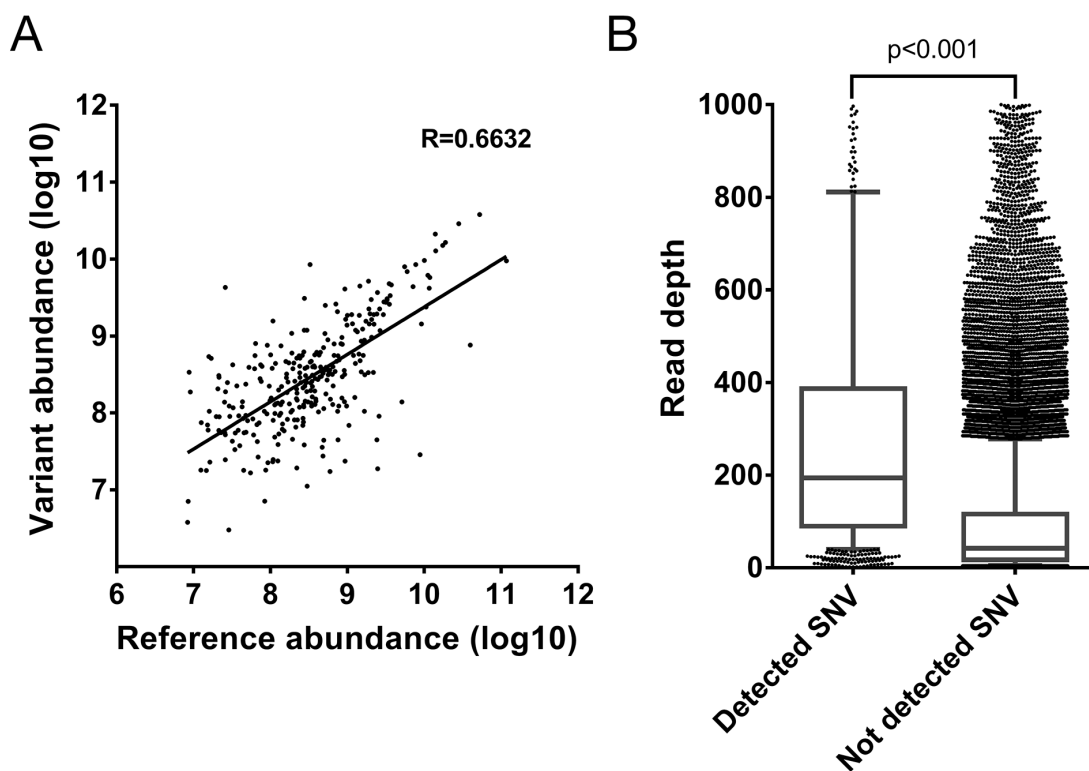 A
B
p<0.001
R=0.6632
12
11
10
9
8
7
6
7
8
9
10
11
12
Variant abundance (log10)
Reference abundance (log10)
1000
800
600
400
200
0
Read depth
Detected SNV
Not detected SNV